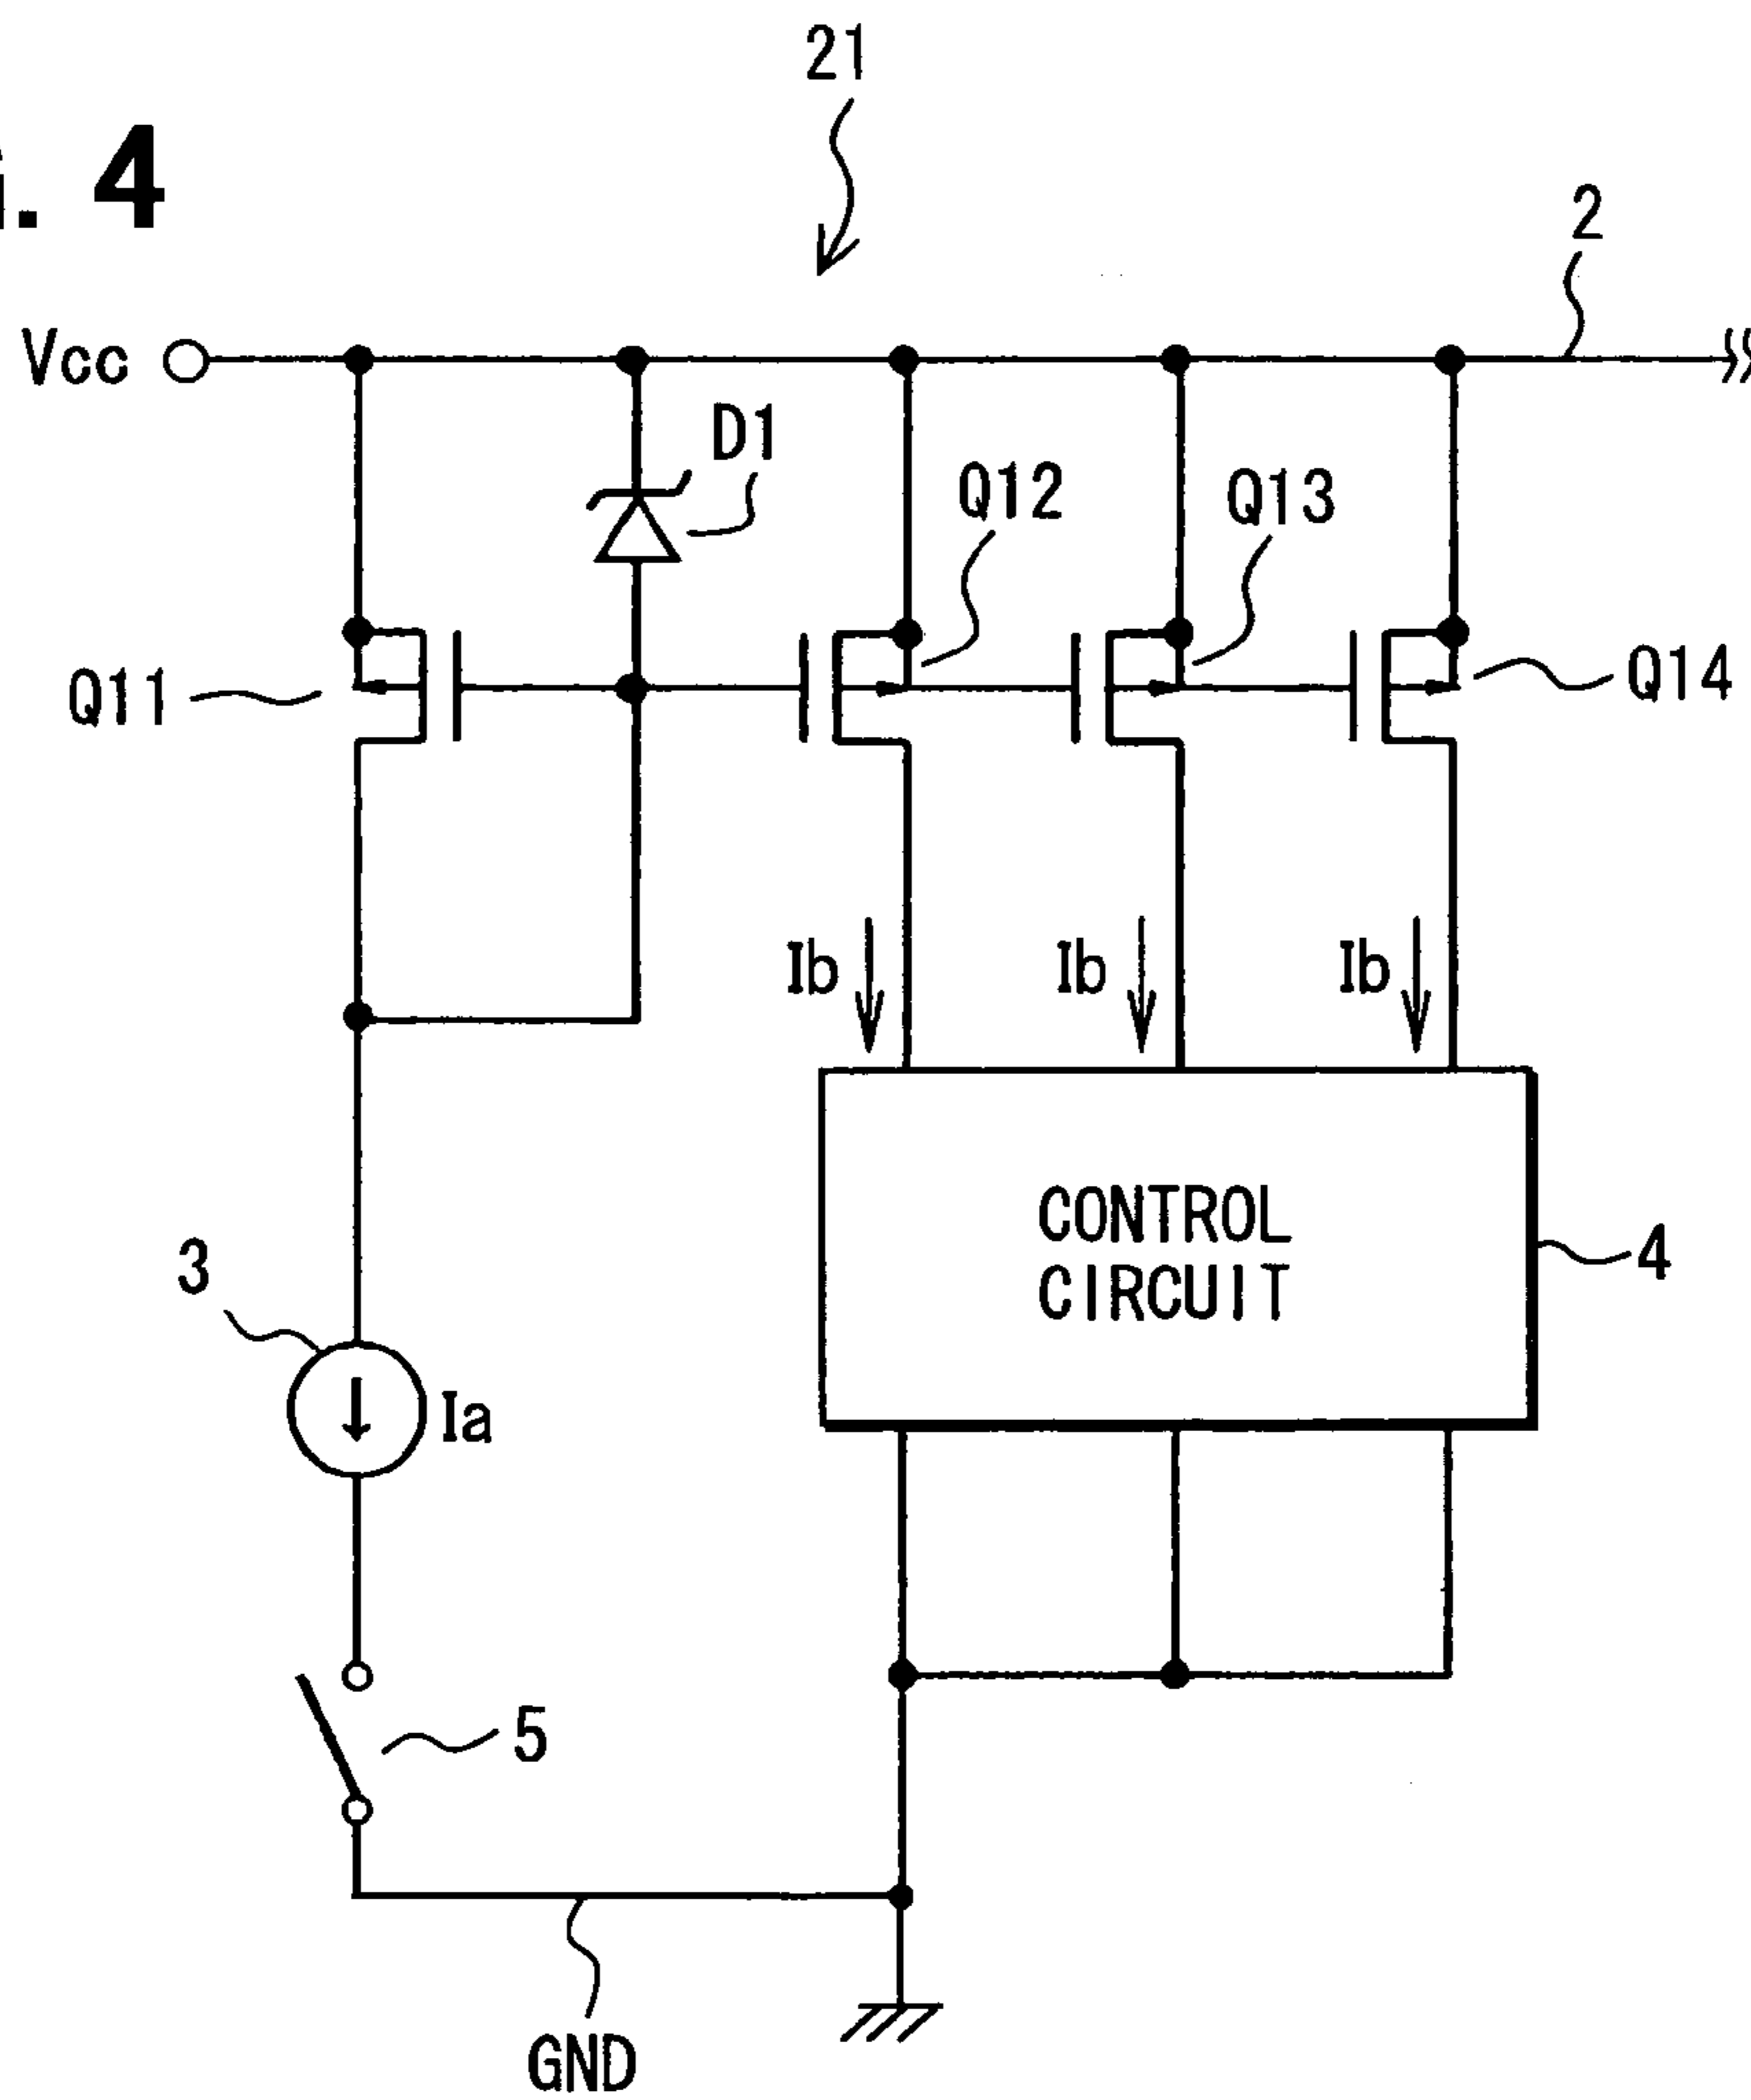 21
. 4
2
Vcc
D1
Q12
Q13
Q11
Q14
Ib
Ib
Ib
CONTROL
CIRCUIT
4
3
Ia
5
GND